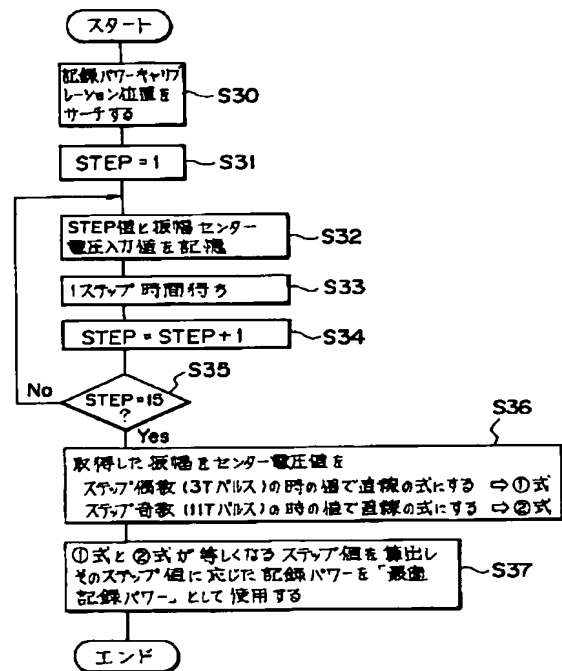 スタート
記録パワーキャリブ
レーション位置を
サーチする
S30
STEP=1
S31
STEP値と振幅センター
電圧入力値を記憶
S32
1ステップ時間待ち
S33
STEP=STEP+1
S34
S35
No
STEP=15
?
Yes
S36
取得した振幅をセンター電圧値を
ステップ偶数(3Tパルス)の時の値で直線の式にする ⇨①式
ステップ奇数(11Tパルス)の時の値で直線の式にする ⇨②式
①式と②式が等しくなるステップ値を算出し
そのステップ値に応じた記録パワーを「最適
記録パワー」として使用する
S37
エンド